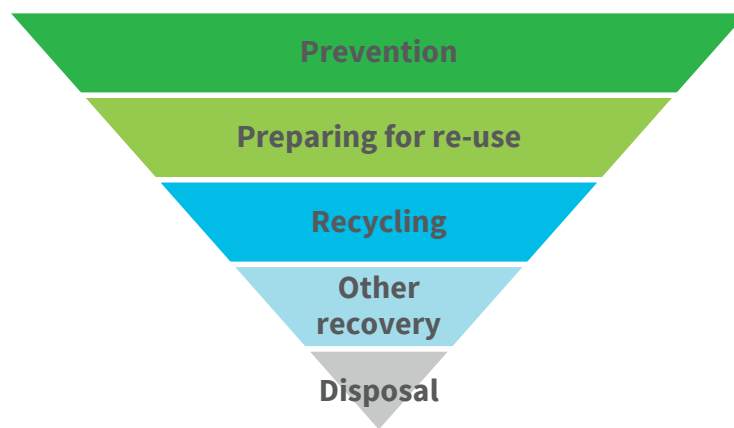 Prevention
Preparing for re-use
Recycling
Other
recovery
Disposal